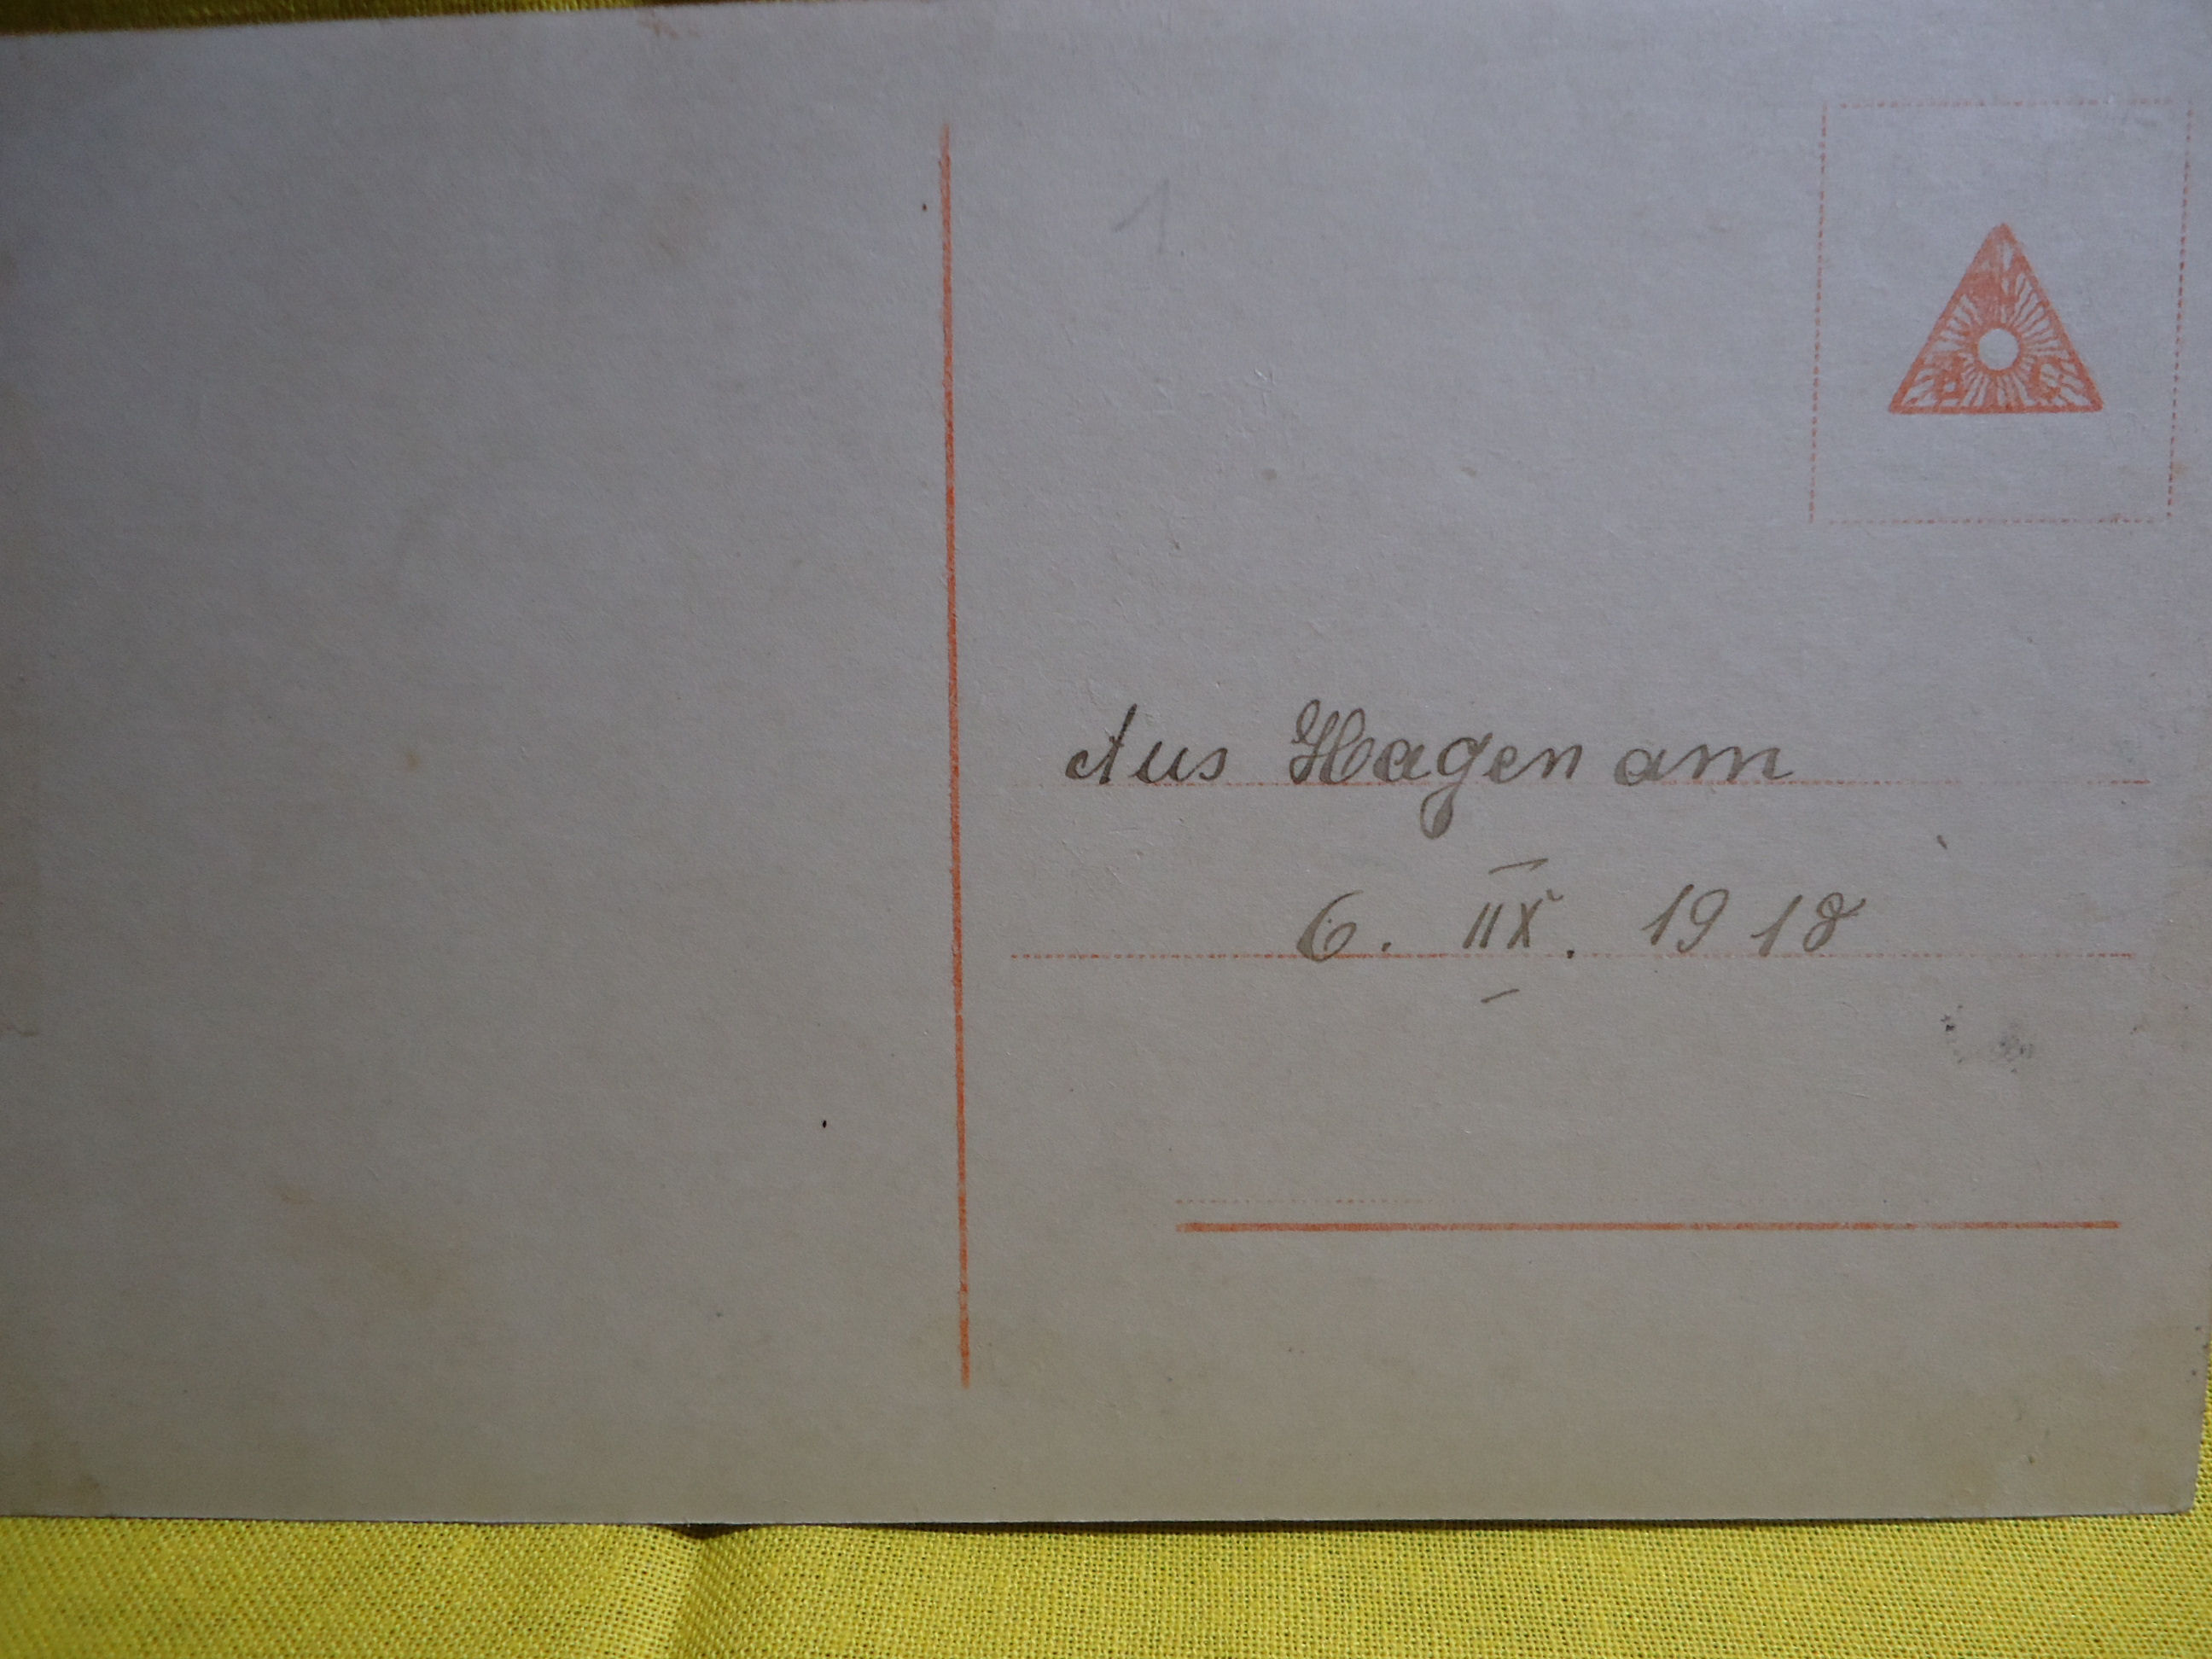 1
Aus Hagen am
6. IIX. 1918